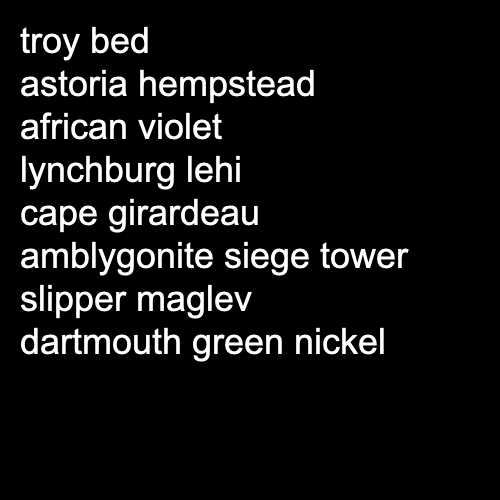 troy bed
astoria hempstead
african violet
lynchburg lehi
cape girardeau
amblygonite siege tower
slipper maglev
dartmouth green nickel